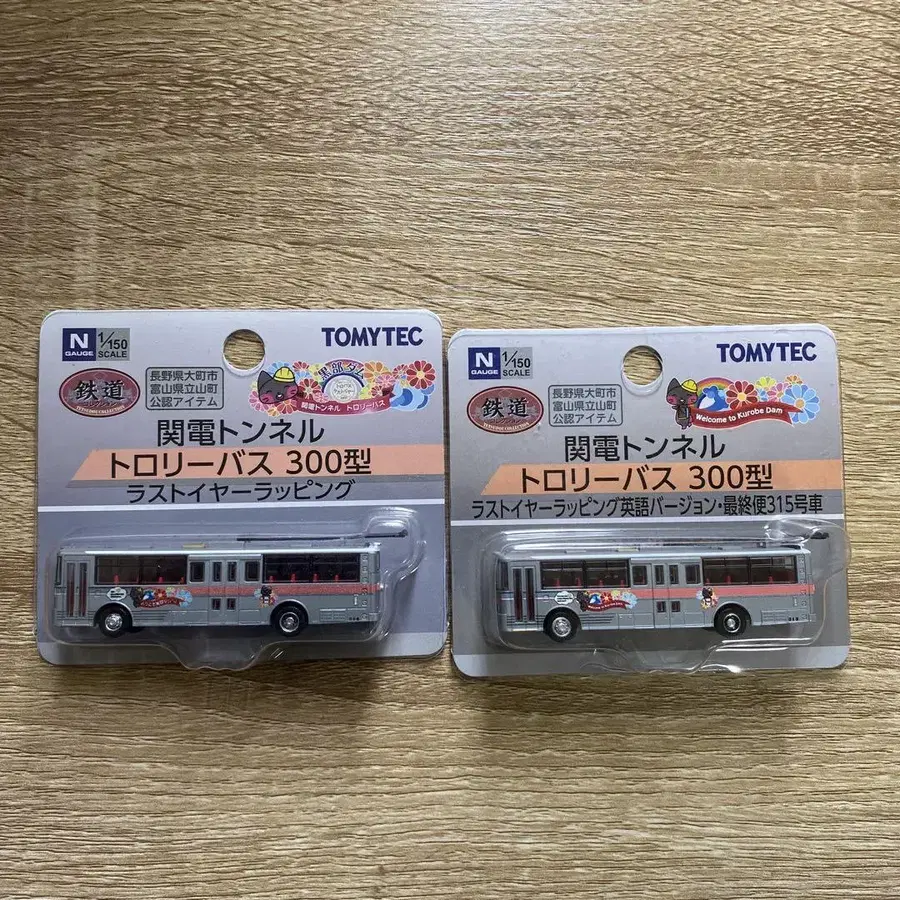 N
GAUGE
1/150
SCALE
TOMYTEC
鉄道
長野県大町市
富山県立山町
公認アイテム
黒部ダム
関電トンネル トロリーバス
関電トンネル
トロリーバス 300型
ラストイヤーラッピング
N
GAUGE
1/150
SCALE
TOMYTEC
鉄道
長野県大町市
富山県立山町
公認アイテム
Welcome to Kurobe Dam
関電トンネル
トロリーバス 300型
ラストイヤーラッピング英語バージョン・最終便315号車